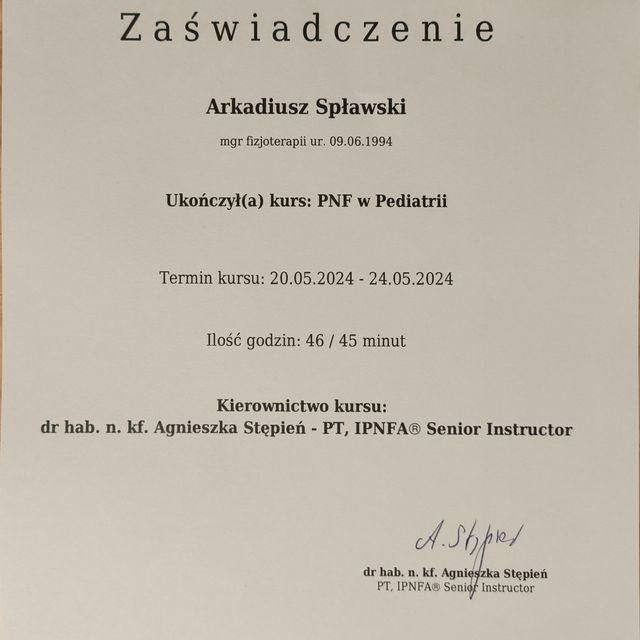 Zaświadczenie
Arkadiusz Spławski
mgr fizjoterapii ur. 09.06.1994
Ukończył(a) kurs: PNF w Pediatrii
Termin kursu: 20.05.2024 - 24.05.2024
Ilość godzin: 46 / 45 minut
Kierownictwo kursu:
dr hab. n. kf. Agnieszka Stępień - PT, IPNFA® Senior Instructor
A. Stępień
dr hab. n. kf. Agnieszka Stępień
PT, IPNFA® Senior Instructor